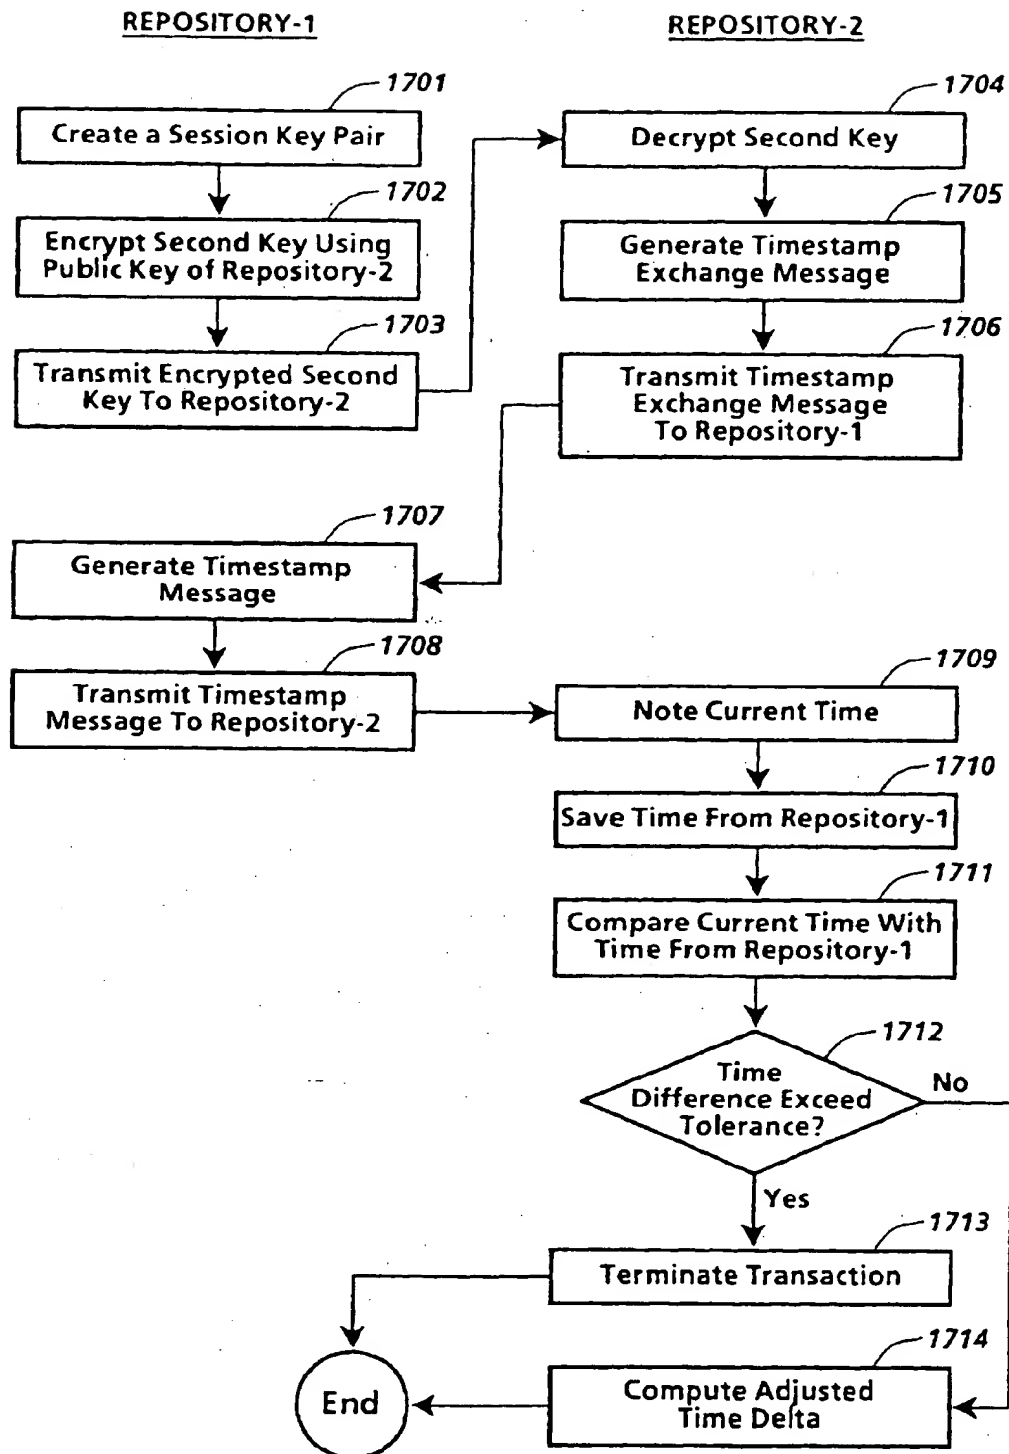 REPOSITORY-1
REPOSITORY-2
1701
Create a Session Key Pair
1702
Encrypt Second Key Using
Public Key of Repository-2
1703
Transmit Encrypted Second
Key To Repository-2
1704
Decrypt Second Key
1705
Generate Timestamp
Exchange Message
1706
Transmit Timestamp
Exchange Message
To Repository-1
1707
Generate Timestamp
Message
1708
Transmit Timestamp
Message To Repository-2
1709
Note Current Time
1710
Save Time From Repository-1
1711
Compare Current Time With
Time From Repository-1
1712
Time
Difference Exceed
Tolerance?
No
Yes
1713
Terminate Transaction
1714
Compute Adjusted
Time Delta
End